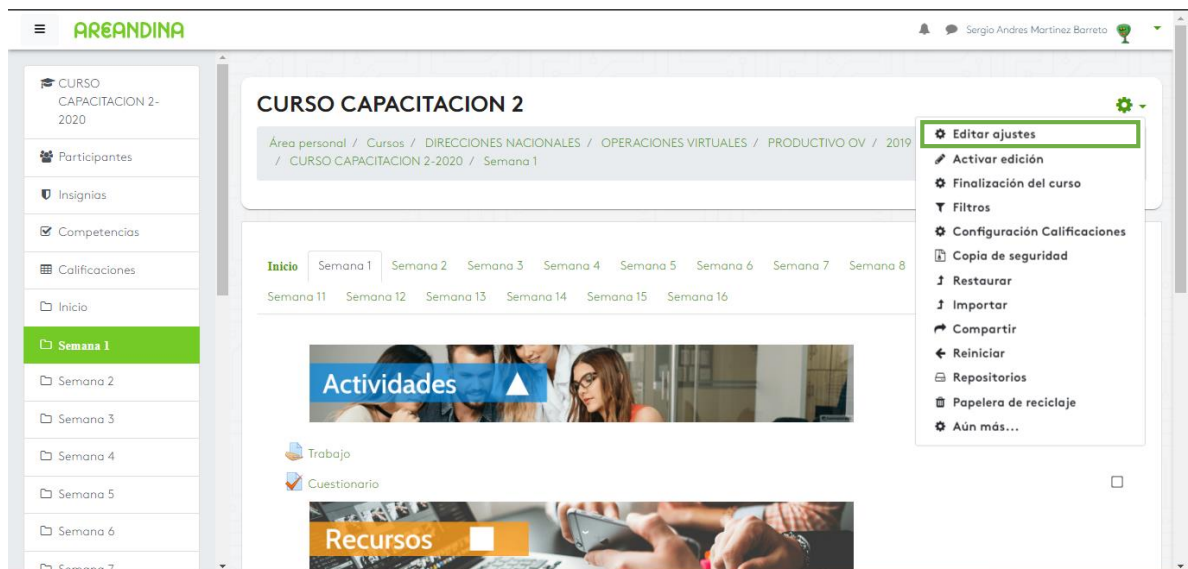 AREANDINA
Sergio Andres Martinez Barreto
CURSO
CAPACITACION 2-
2020
Participantes
Insignias
Competencias
Calificaciones
Inicio
Semana 1
Semana 2
Semana 3
Semana 4
Semana 5
Semana 6
Semana 7
CURSO CAPACITACION 2
Área personal / Cursos / DIRECCIONES NACIONALES / OPERACIONES VIRTUALES / PRODUCTIVO OV / 2019
/ CURSO CAPACITACION 2-2020 / Semana 1
Editar ajustes
Activar edición
Finalización del curso
Filtros
Configuración Calificaciones
Copia de seguridad
Restaurar
Importar
Compartir
Reiniciar
Repositorios
Papelera de reciclaje
Aún más...
Inicio Semana 1 Semana 2 Semana 3 Semana 4 Semana 5 Semana 6 Semana 7 Semana 8
Semana 11 Semana 12 Semana 13 Semana 14 Semana 15 Semana 16
Actividades
Trabajo
Cuestionario
Recursos